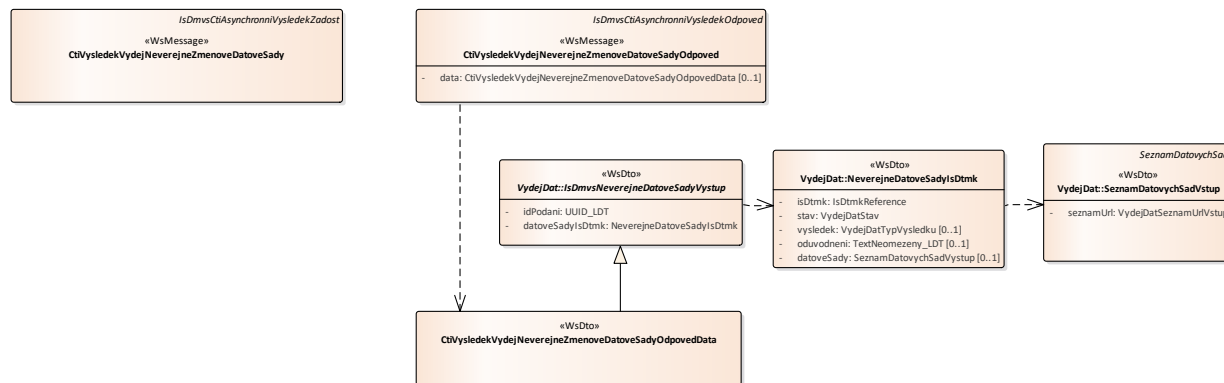 IsDmvsCtiAsynchronniVysledekZadost
«WsMessage»
CtiVysledekVydejNeverejneZmenoveDatoveSady
IsDmvsCtiAsynchronniVysledekOdpoved
«WsMessage»
CtiVysledekVydejNeverejneZmenoveDatoveSadyOdpoved
- data: CtiVysledekVydejNeverejneZmenoveDatoveSadyOdpovedData [0..1]
«WsDto»
VydejDat::IsDmvsNeverejneDatoveSadyVystup
- idPodani: UUID_LDT
- datoveSadyIsDtmk: NeverejneDatoveSadyIsDtmk
«WsDto»
VydejDat::NeverejneDatoveSadyIsDtmk
- isDtmk: IsDtmkReference
- stav: VydejDatStav
- vysledek: VydejDatTypVysledku [0..1]
- oduvodneni: TextNeomezeny_LDT [0..1]
- datoveSady: SeznamDatovychSadVystup [0..1]
SeznamDatovychSad
«WsDto»
VydejDat::SeznamDatovychSadVystup
- seznamUrl: VydejDatSeznamUrlVystup
«WsDto»
CtiVysledekVydejNeverejneZmenoveDatoveSadyOdpovedData